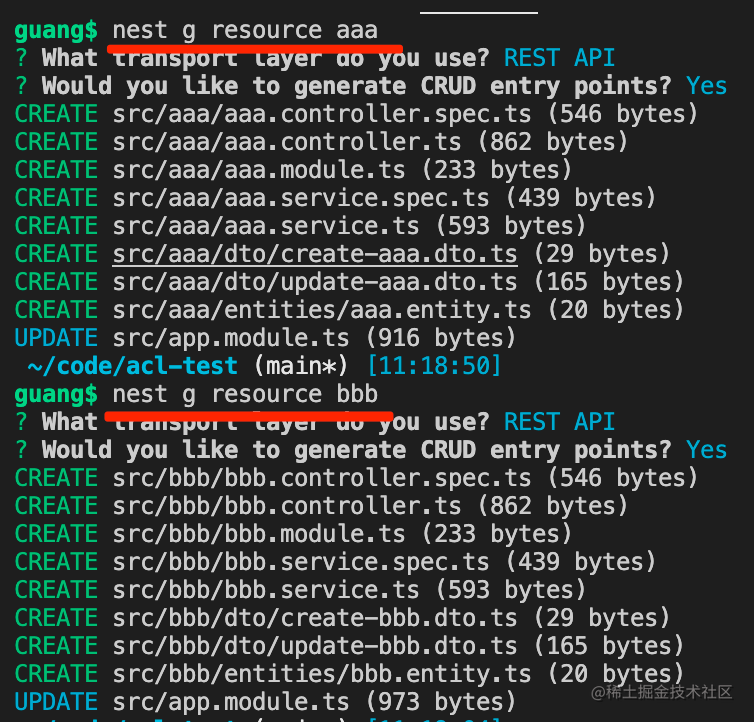 guang$ nest g resource aaa
? What transport layer do you use? REST API
? Would you like to generate CRUD entry points? Yes
CREATE src/aaa/aaa.controller.spec.ts (546 bytes)
CREATE src/aaa/aaa.controller.ts (862 bytes)
CREATE src/aaa/aaa.module.ts (233 bytes)
CREATE src/aaa/aaa.service.spec.ts (439 bytes)
CREATE src/aaa/aaa.service.ts (593 bytes)
CREATE src/aaa/dto/create-aaa.dto.ts (29 bytes)
CREATE src/aaa/dto/update-aaa.dto.ts (165 bytes)
CREATE src/aaa/entities/aaa.entity.ts (20 bytes)
UPDATE src/app.module.ts (916 bytes)
~/code/acl-test (main*) [11:18:50]
guang$ nest g resource bbb
? What transport layer do you use? REST API
? Would you like to generate CRUD entry points? Yes
CREATE src/bbb/bbb.controller.spec.ts (546 bytes)
CREATE src/bbb/bbb.controller.ts (862 bytes)
CREATE src/bbb/bbb.module.ts (233 bytes)
CREATE src/bbb/bbb.service.spec.ts (439 bytes)
CREATE src/bbb/bbb.service.ts (593 bytes)
CREATE src/bbb/dto/create-bbb.dto.ts (29 bytes)
CREATE src/bbb/dto/update-bbb.dto.ts (165 bytes)
CREATE src/bbb/entities/bbb.entity.ts (20 bytes)
UPDATE src/app.module.ts (973 bytes)
@稀土掘金技术社区